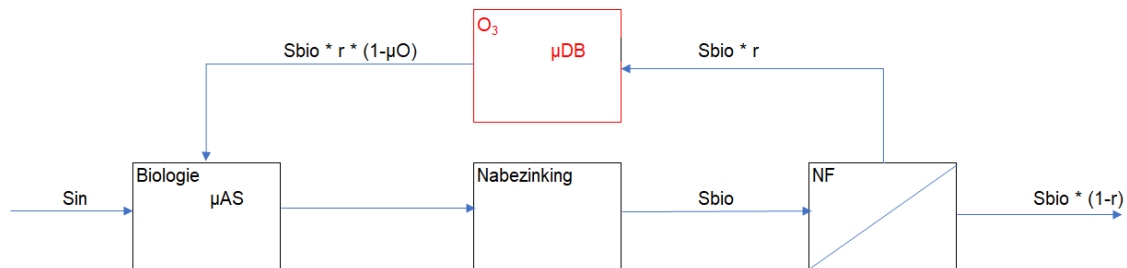 O₃
µDB
Sbio * r * (1-µO)
Sbio * r
Biologie
µAS
Nabezinking
NF
Sin
Sbio
Sbio * (1-r)